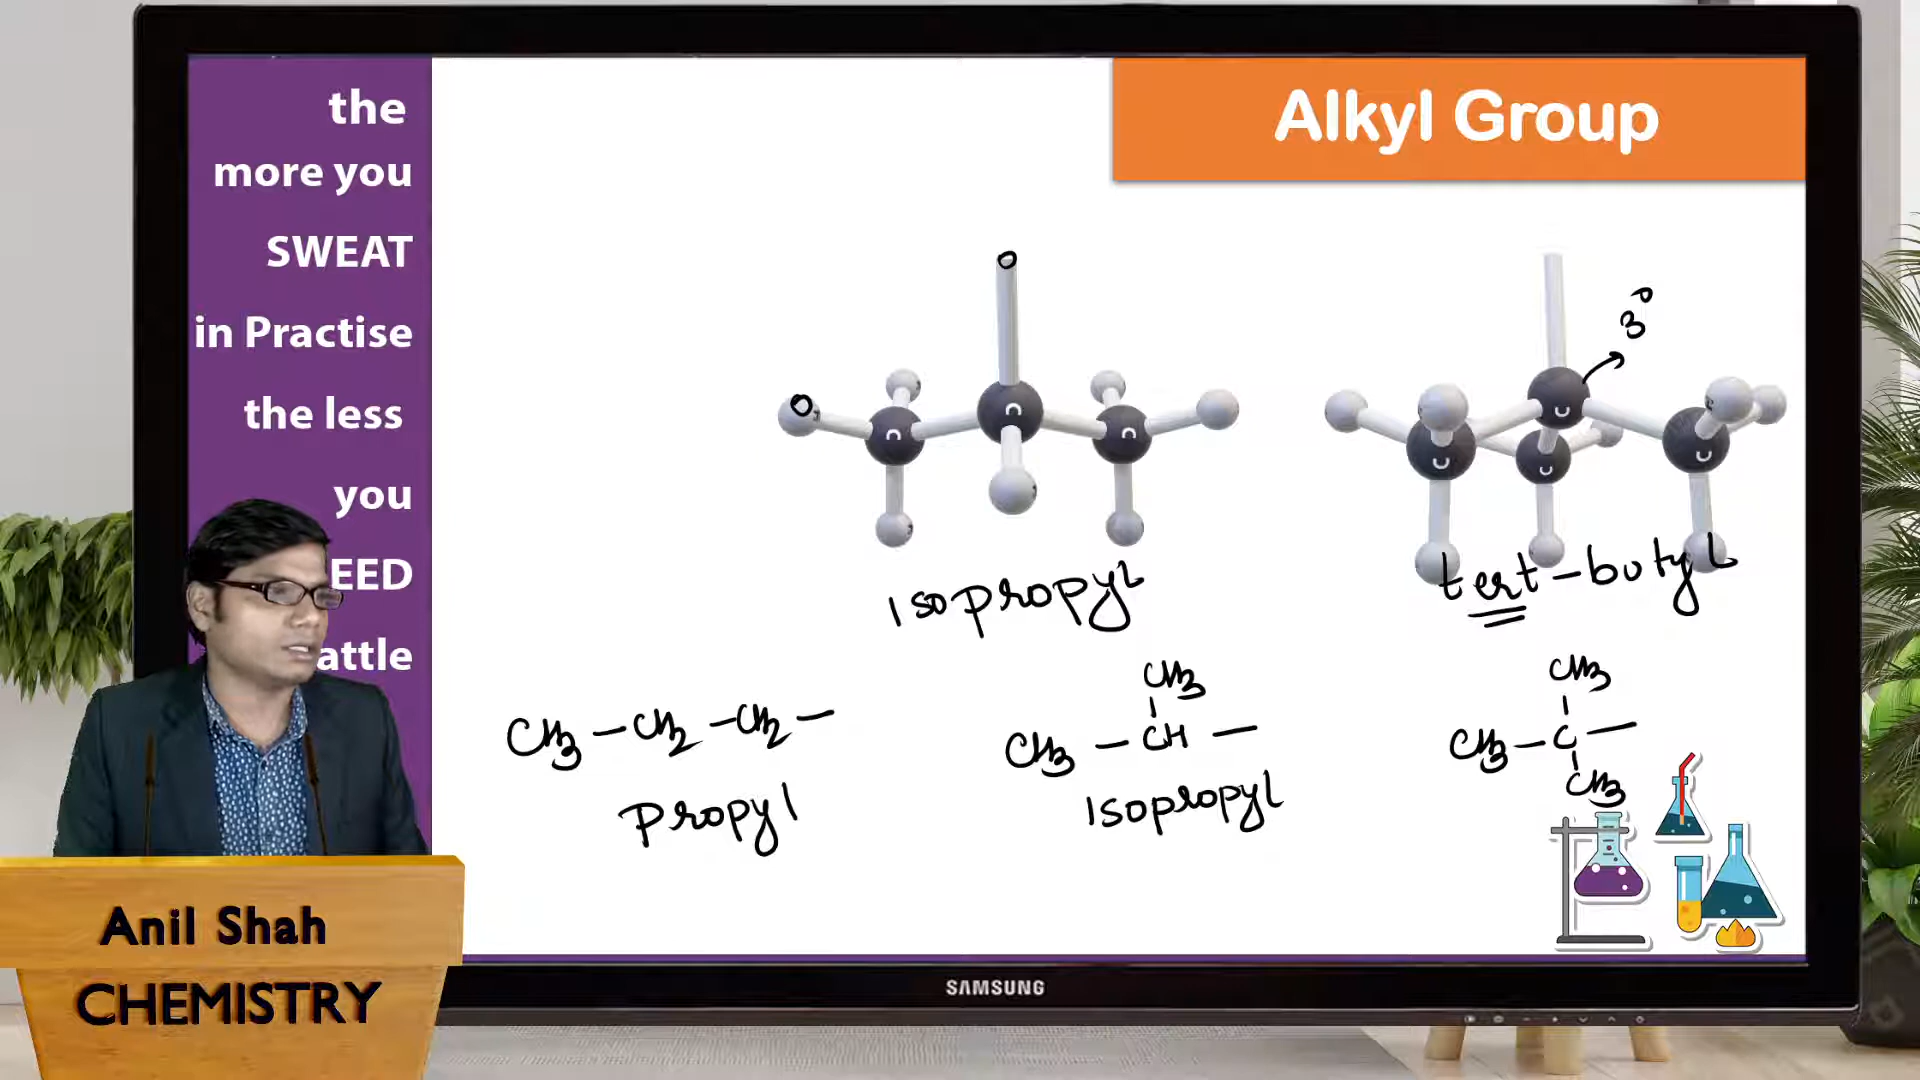 the
more you
SWEAT
in Practise
the less
you
EED
attle
Alkyl Group
3°
isopropyl
tert-butyl
CH3-CH2-CH2-
Propyl
CH3
CH3-CH-
Isopropyl
CH3
CH3-C-
CH3
Anil Shah
CHEMISTRY
SAMSUNG